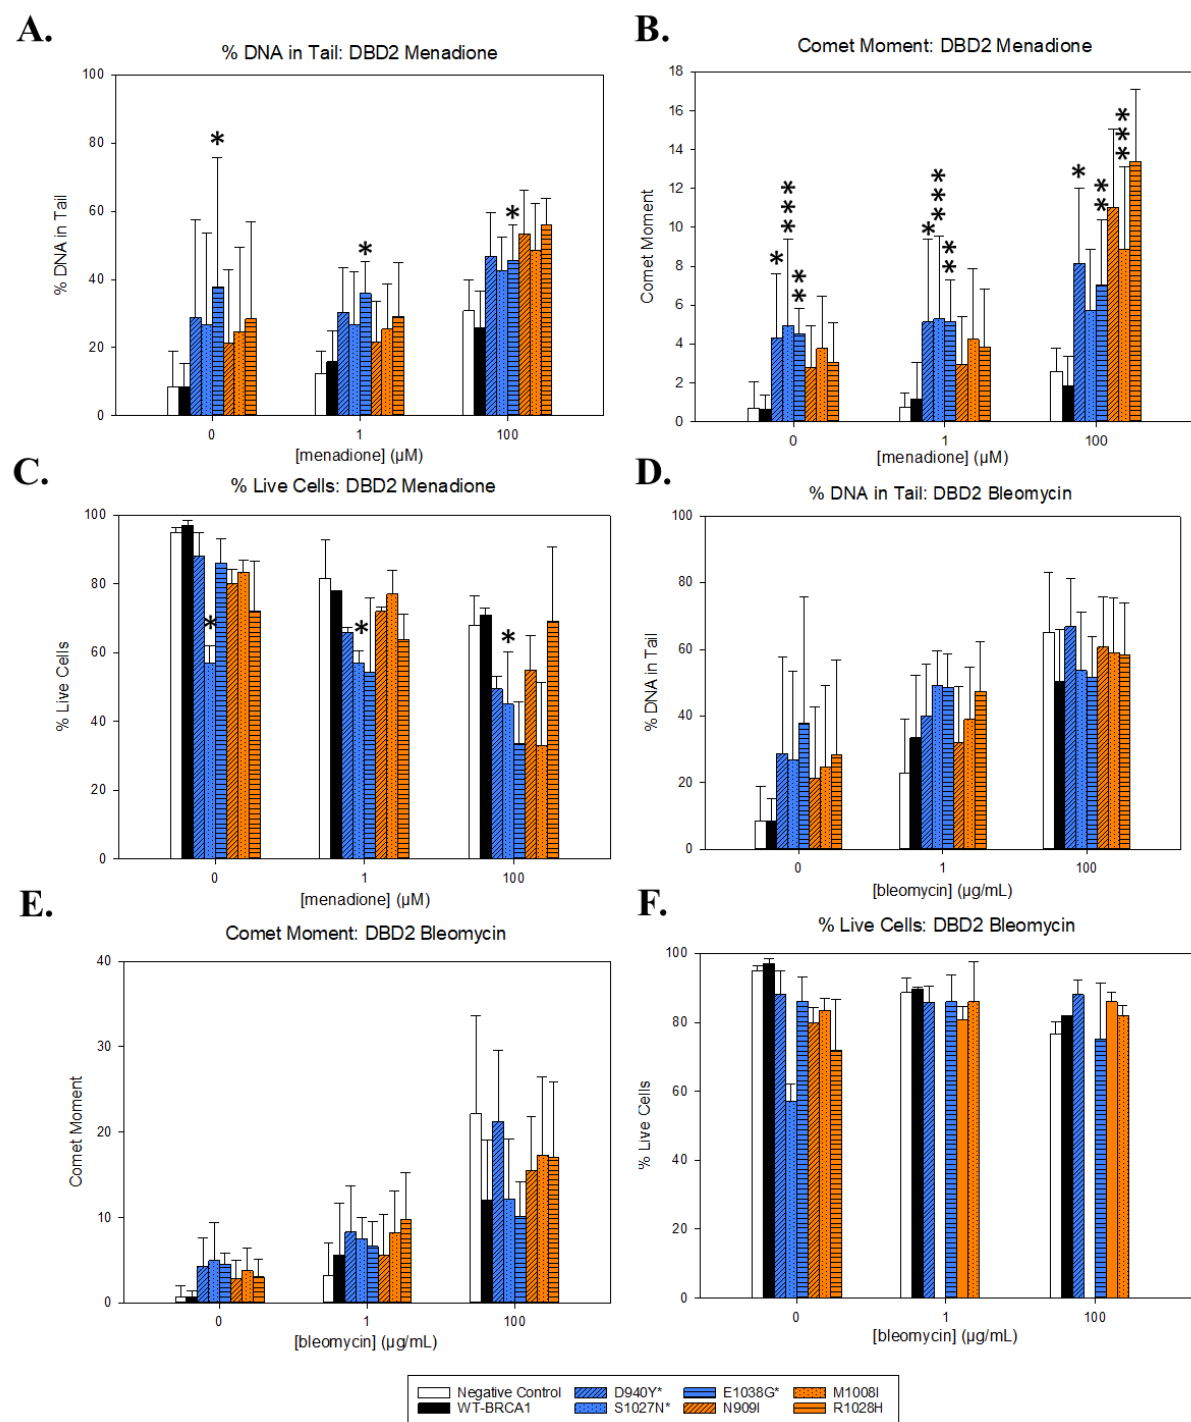 A.
% DNA in Tail: DBD2 Menadione
% DNA in Tail
100
80
60
40
20
0
*
*
*
0 1 100
[menadione] (µM)
B.
Comet Moment: DBD2 Menadione
Comet Moment
18
16
14
12
10
8
6
4
2
0
*
***
**
*
***
**
*
**
***
0 1 100
[menadione] (µM)
C.
% Live Cells: DBD2 Menadione
% Live Cells
100
80
60
40
20
0
*
*
*
0 1 100
[menadione] (µM)
D.
% DNA in Tail: DBD2 Bleomycin
% DNA in Tail
100
80
60
40
20
0
0 1 100
[bleomycin] (µg/mL)
E.
Comet Moment: DBD2 Bleomycin
Comet Moment
40
30
20
10
0
0 1 100
[bleomycin] (µg/mL)
F.
% Live Cells: DBD2 Bleomycin
% Live Cells
100
80
60
40
20
0
0 1 100
[bleomycin] (µg/mL)
Negative Control D940Y* E1038G* M1008I
WT-BRCA1 S1027N* N909I R1028H